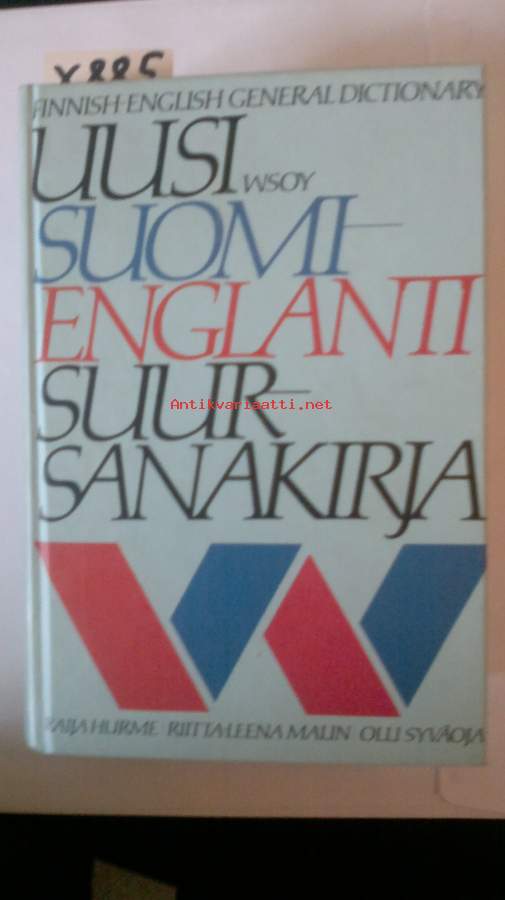 X885
FINNISH-ENGLISH GENERAL DICTIONARY
UUSI WSOY
SUOMI-
ENGLANTI
SUUR-
Antikvariaatti.net
SANAKIRJA
RAIJA HURME RIITTA-LEENA MALIN OLLI SYVÄOJA